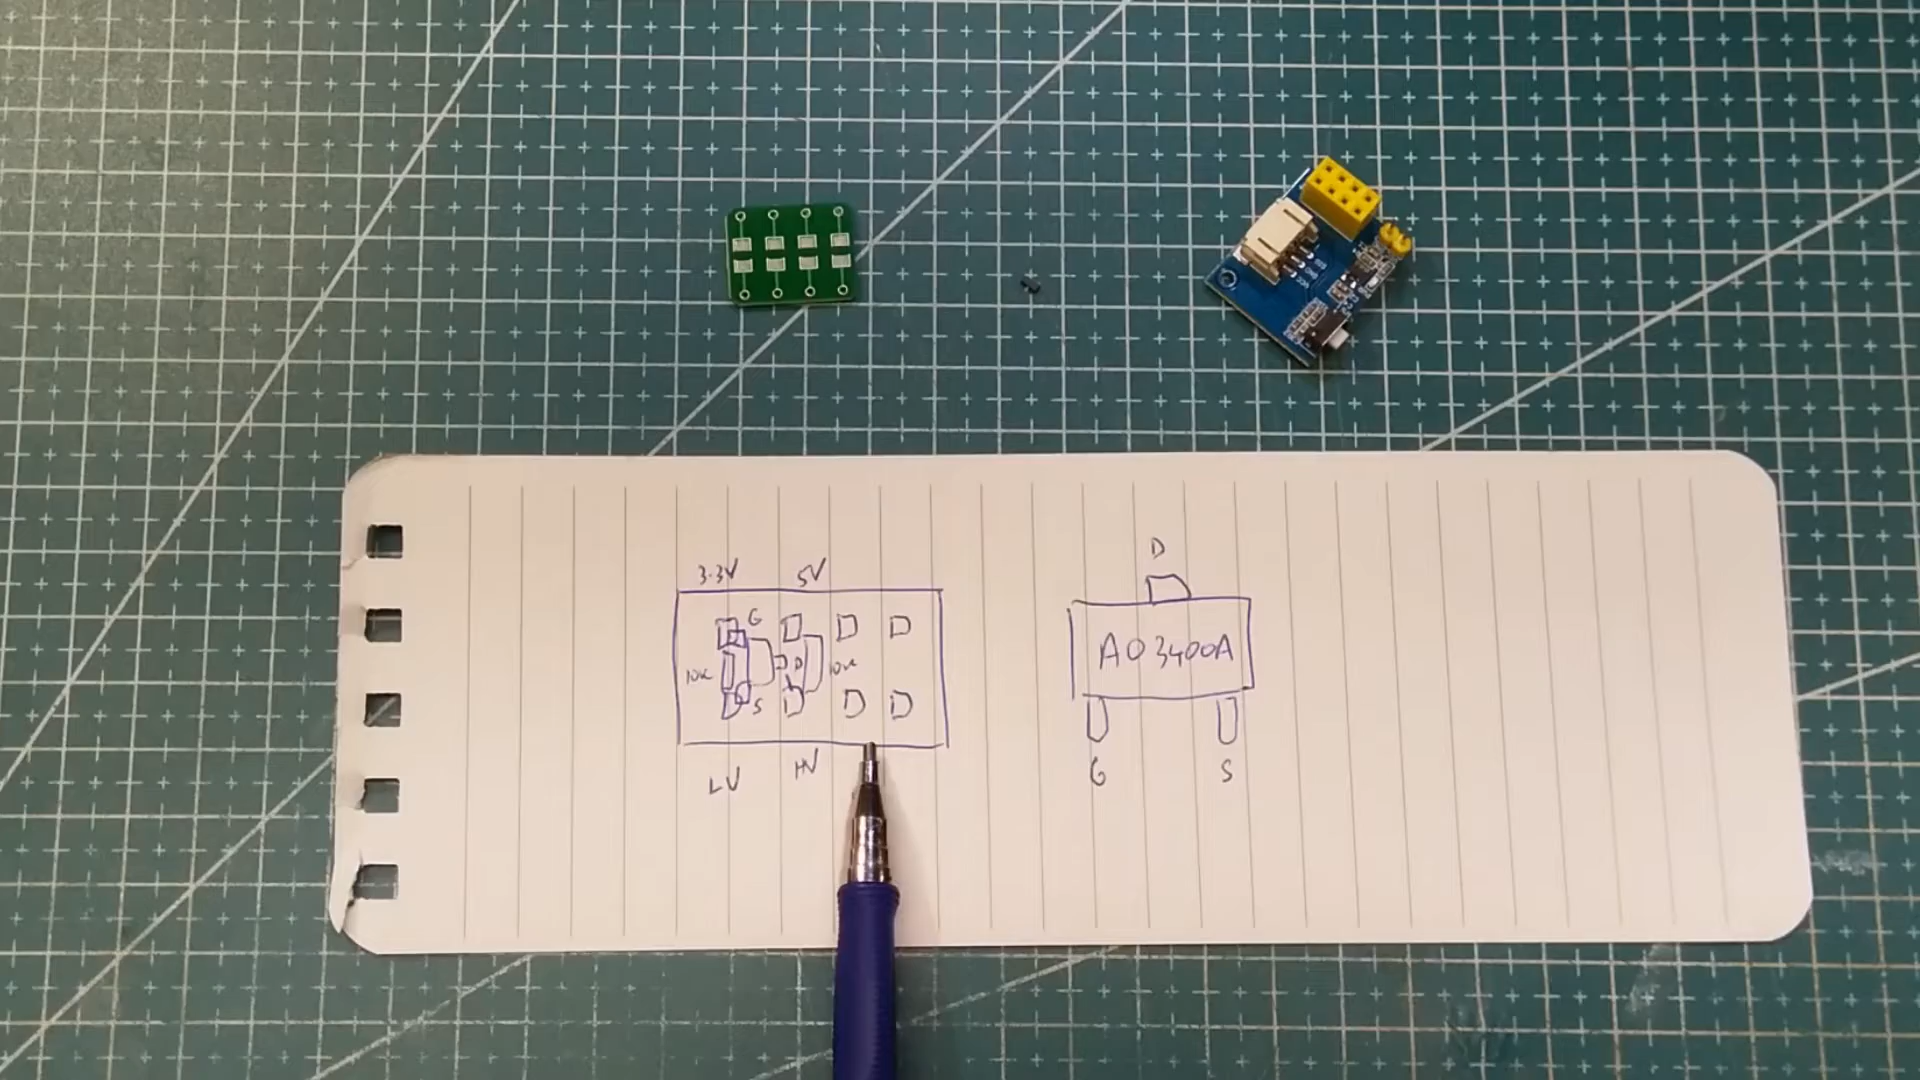 3.3V 5V
G
10K D 10K
S
LV HV
D
AO3400A
G S